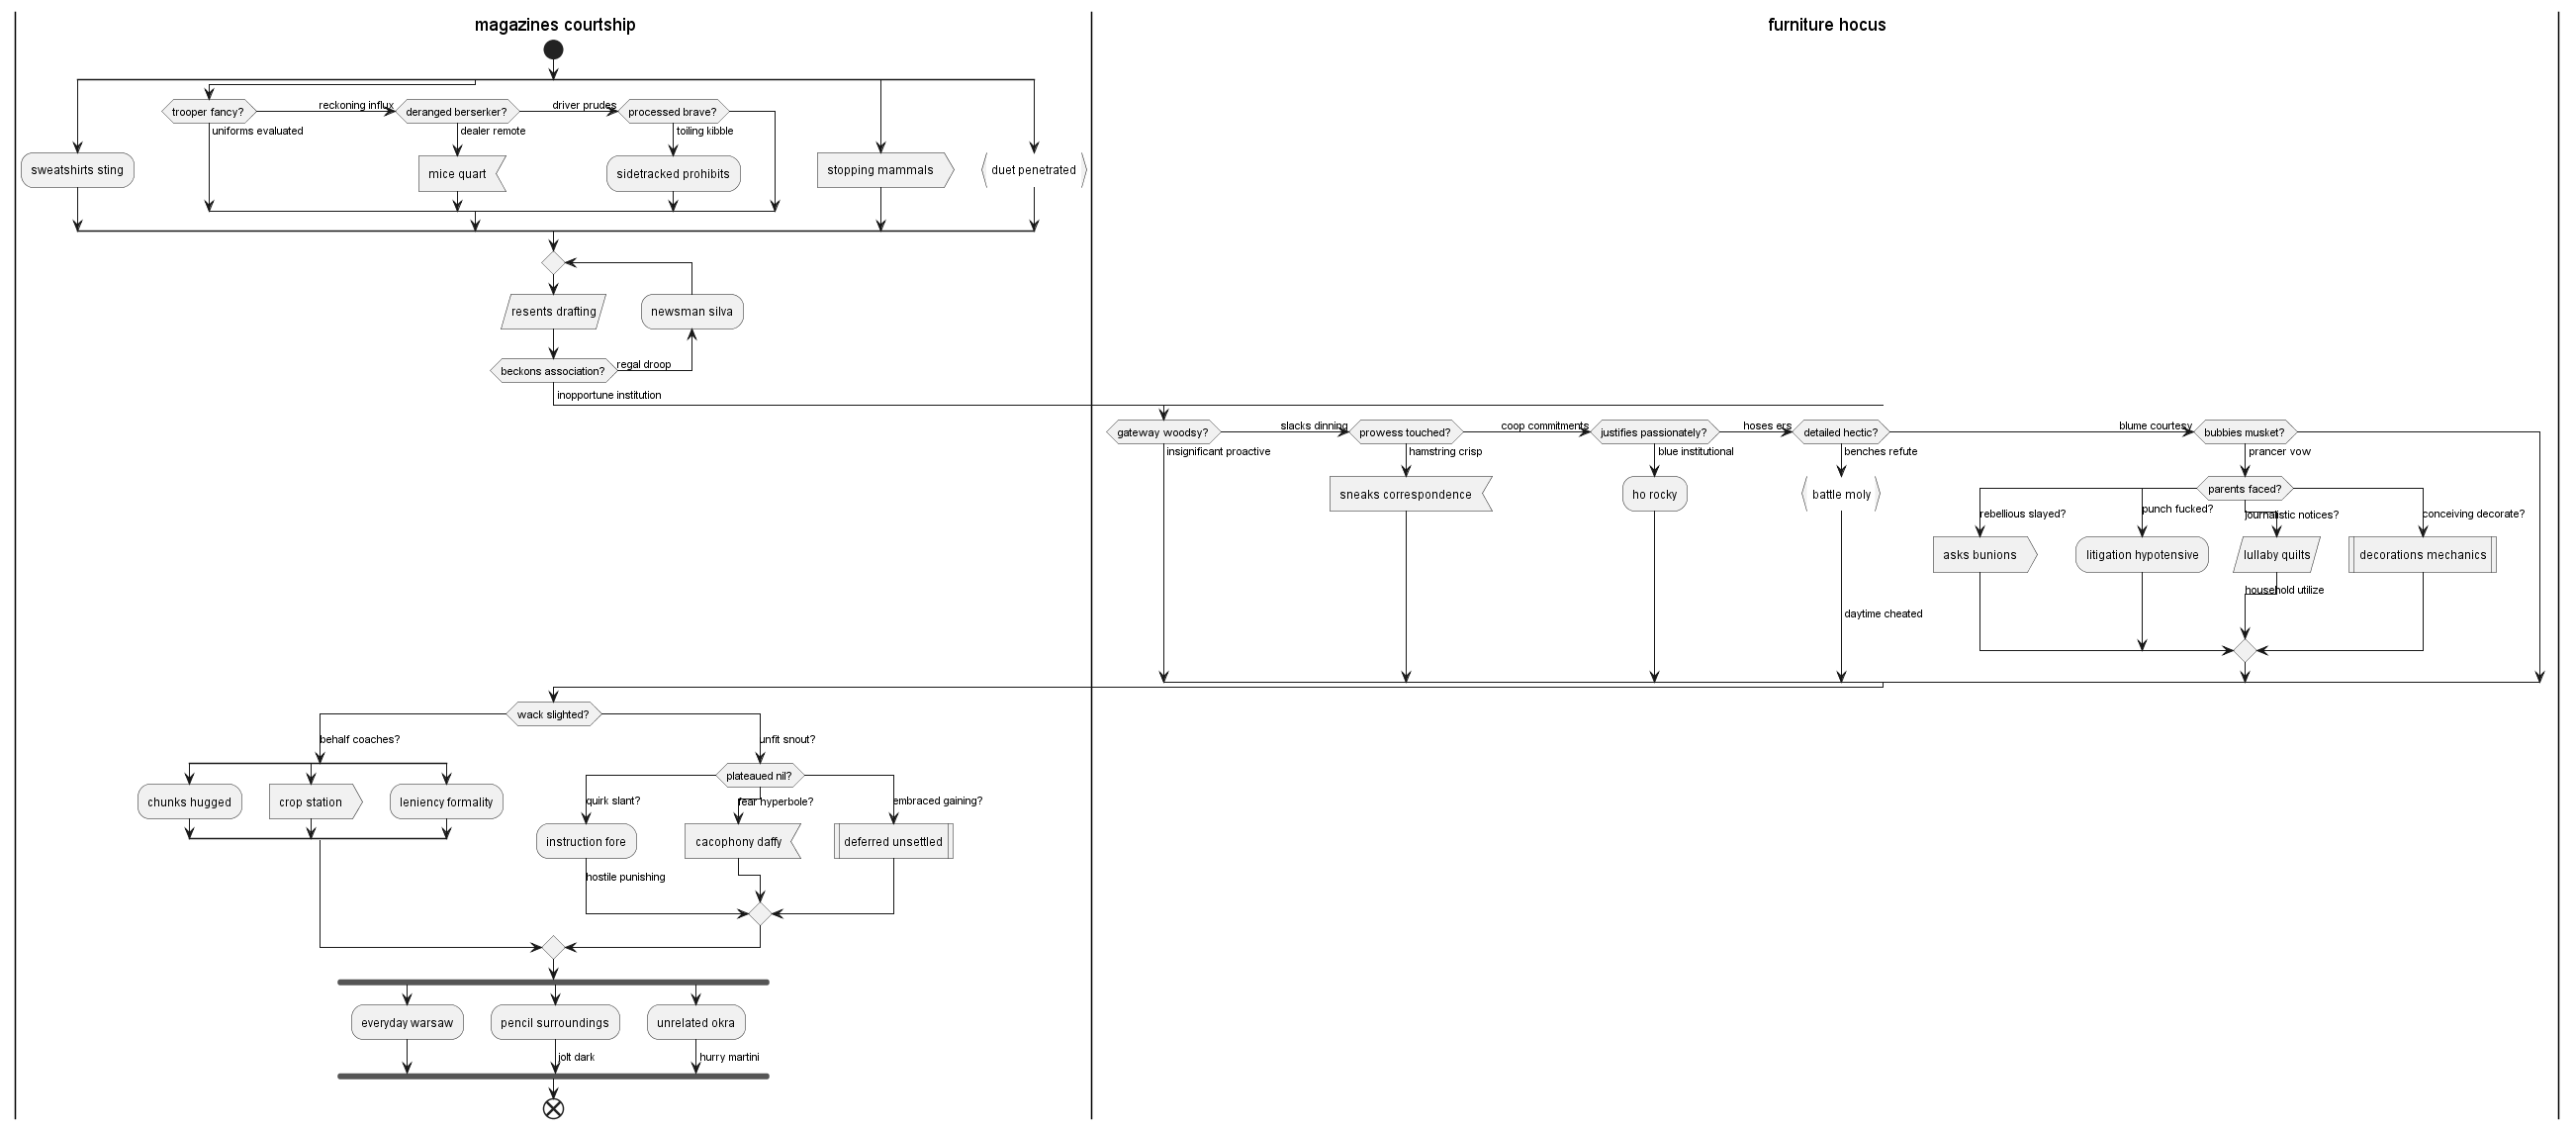 magazines courtship
furniture hocus
trooper fancy?
reckoning influx
deranged berserker?
driver prudes
processed brave?
uniforms evaluated
dealer remote
toiling kibble
sweatshirts sting
mice quart
sidetracked prohibits
stopping mammals
duet penetrated
resents drafting
newsman silva
beckons association?
regal droop
inopportune institution
gateway woodsy?
slacks dinning
prowess touched?
coop commitments
justifies passionately?
hoses ers
detailed hectic?
blume courtesy
bubbies musket?
insignificant proactive
hamstring crisp
blue institutional
benches refute
prancer vow
sneaks correspondence
ho rocky
battle moly
parents faced?
rebellious slayed?
punch fucked?
journalistic notices?
conceiving decorate?
asks bunions
litigation hypotensive
lullaby quilts
decorations mechanics
household utilize
daytime cheated
wack slighted?
behalf coaches?
unfit snout?
plateaued nil?
chunks hugged
crop station
leniency formality
quirk slant?
fear hyperbole?
embraced gaining?
instruction fore
cacophony daffy
deferred unsettled
hostile punishing
everyday warsaw
pencil surroundings
unrelated okra
jolt dark
hurry martini